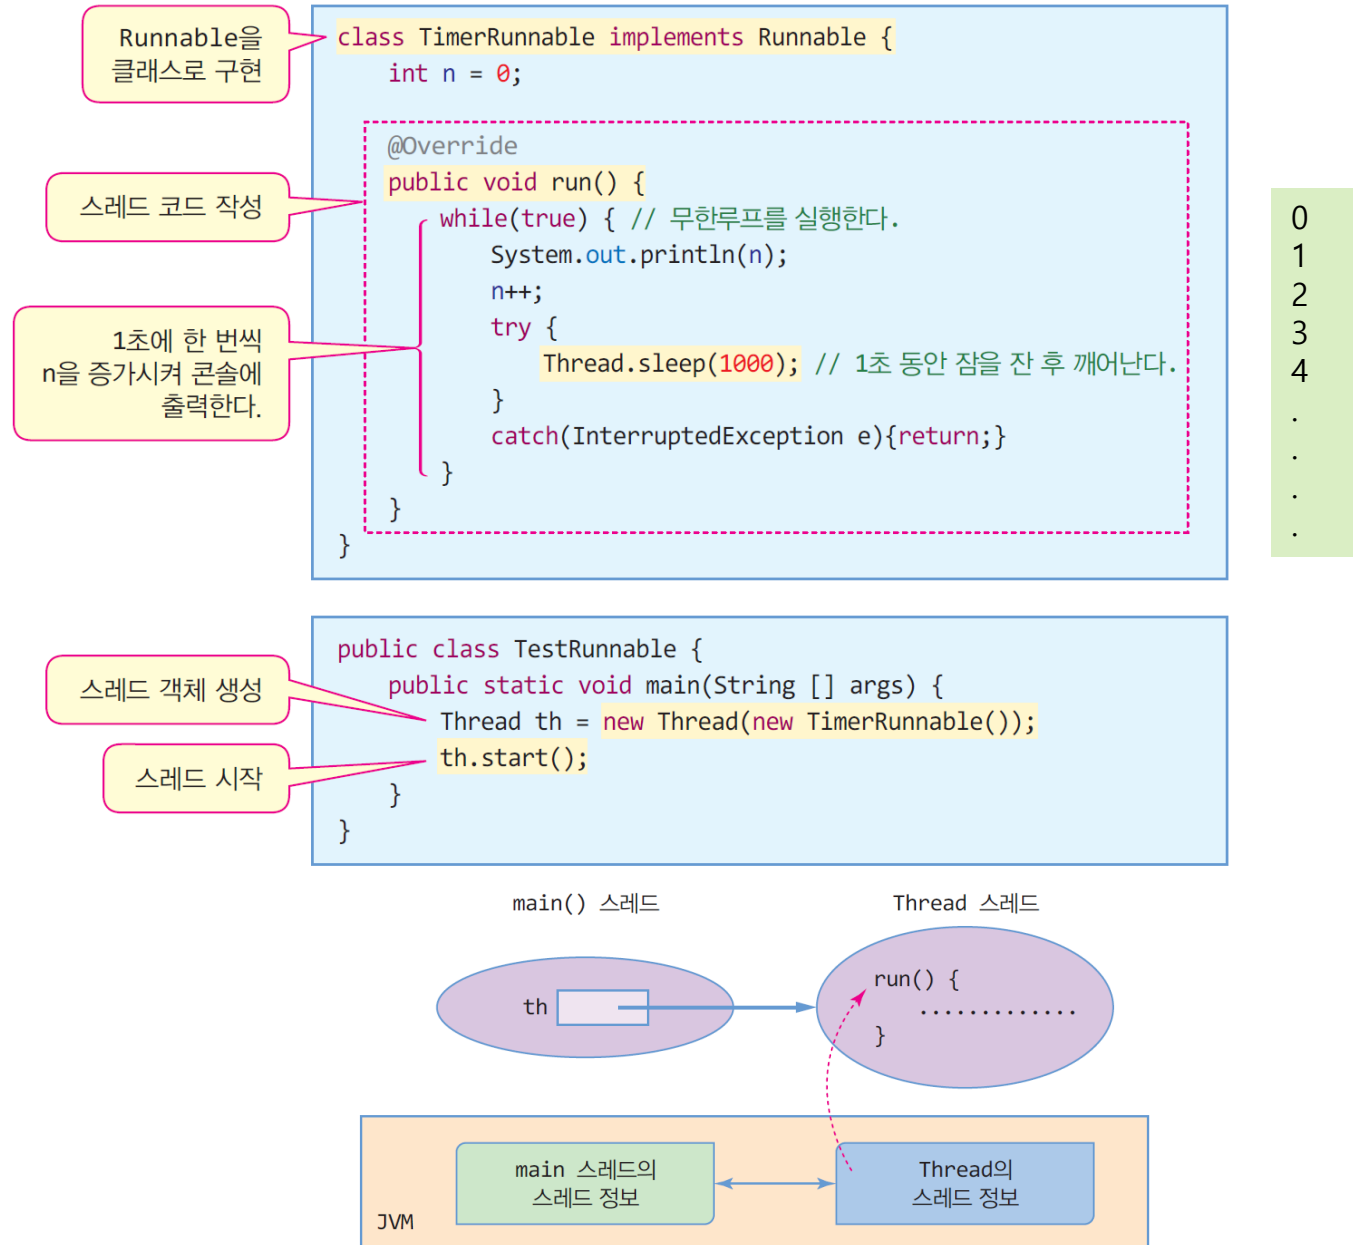 Runnable을
클래스로 구현
class TimerRunnable implements Runnable {
int n = 0;
@Override
스레드 코드 작성
public void run() {
while(true) { // 무한루프를 실행한다.
System.out.println(n);
n++;
try {
1초에 한 번씩
n을 증가시켜 콘솔에
출력한다.
Thread.sleep(1000); // 1초 동안 잠을 잔 후 깨어난다.
}
catch(InterruptedException e){return;}
}
}
}
0
1
2
3
4
.
.
.
.
public class TestRunnable {
스레드 객체 생성
public static void main(String [] args) {
Thread th = new Thread(new TimerRunnable());
스레드 시작
th.start();
}
}
main() 스레드
Thread 스레드
th
run() {
.............
}
main 스레드의
스레드 정보
Thread의
스레드 정보
JVM